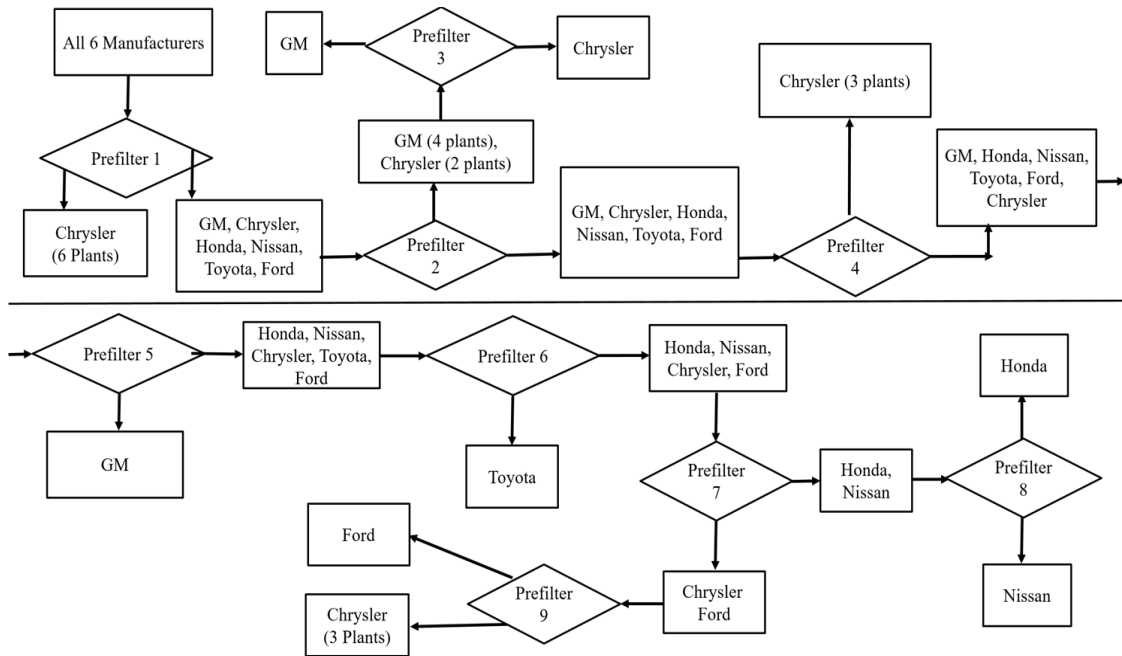 All 6 Manufacturers
Prefilter 1
Chrysler
(6 Plants)
GM, Chrysler,
Honda, Nissan,
Toyota, Ford
Prefilter
2
GM (4 plants),
Chrysler (2 plants)
Prefilter
3
GM
Chrysler
GM, Chrysler, Honda,
Nissan, Toyota, Ford
Prefilter
4
Chrysler (3 plants)
GM, Honda, Nissan,
Toyota, Ford,
Chrysler
Prefilter 5
GM
Honda, Nissan,
Chrysler, Toyota,
Ford
Prefilter 6
Toyota
Honda, Nissan,
Chrysler, Ford
Prefilter
7
Honda,
Nissan
Prefilter
8
Honda
Nissan
Chrysler
Ford
Prefilter
9
Ford
Chrysler
(3 Plants)